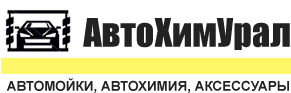 АвтоХимУрал
АВТОМОЙКИ, АВТОХИМИЯ, АКСЕССУАРЫ